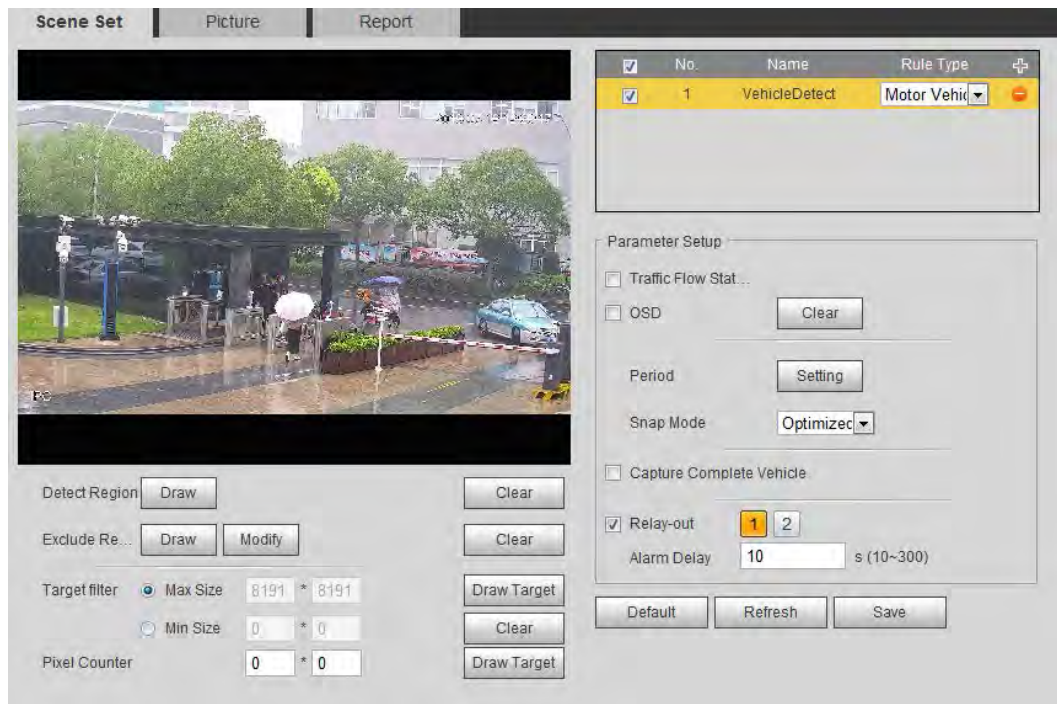 Scene Set Picture Report
No. Name Rule Type
1 VehicleDetect Motor Vehic
Parameter Setup
Traffic Flow Stat...
OSD Clear
Period Setting
Snap Mode Optimizec
Capture Complete Vehicle
Relay-out 1 2
Alarm Delay 10 s (10~300)
Default Refresh Save
Detect Region Draw Clear
Exclude Re... Draw Modify Clear
Target filter Max Size 8191 * 8191 Draw Target
Min Size 0 * 0 Clear
Pixel Counter 0 * 0 Draw Target